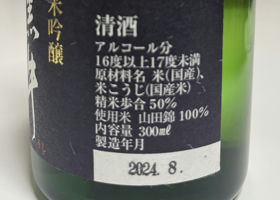 米吟醸
清酒
アルコール分
16度以上17度未満
原材料名 米(国産)、
米こうじ(国産米)
精米歩合 50%
使用米 山田錦 100%
内容量 300mℓ
製造年月
2024. 8.